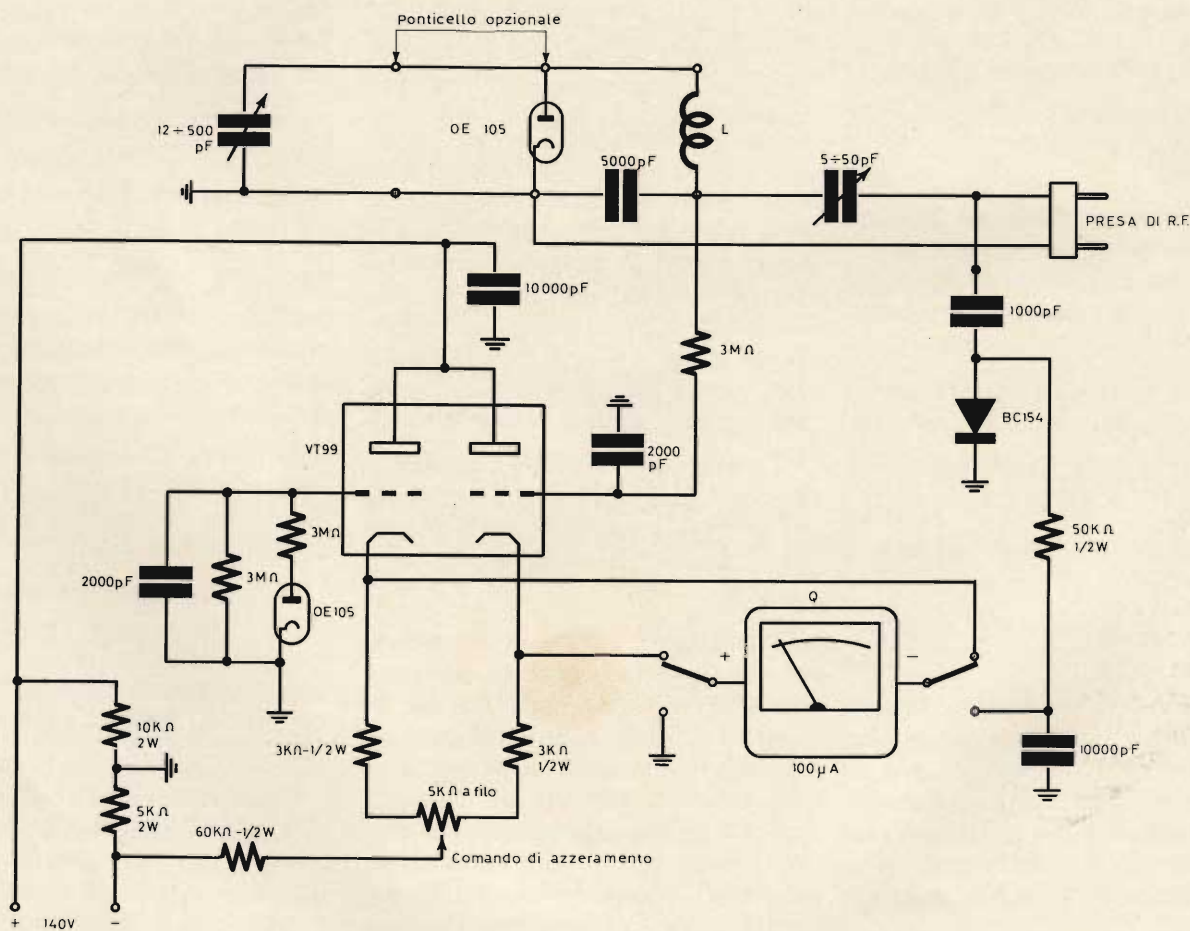 Ponticello opzionale
12÷500
pF
OE 105
L
5000pF
5÷50pF
PRESA DI R.F.
10000pF
1000pF
3MΩ
BC154
VT99
2000
pF
3MΩ
50KΩ
1/2W
2000pF
3MΩ
OE105
Q
+
-
10KΩ
2W
3KΩ-1/2W
3KΩ
1/2W
100µA
10000pF
5KΩ a filo
5KΩ
2W
60KΩ-1/2W
Comando di azzeramento
+ 140V -